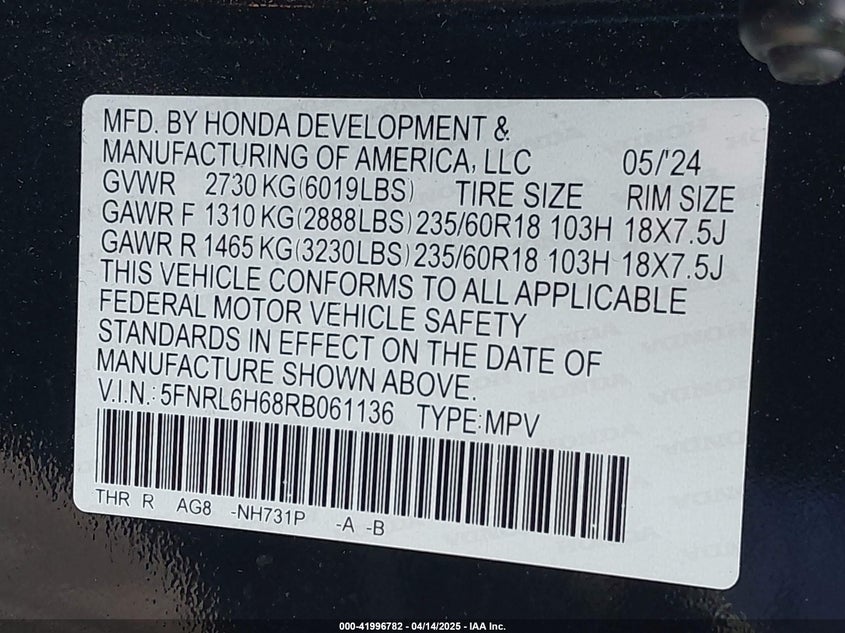 MFD. BY HONDA DEVELOPMENT &
MANUFACTURING OF AMERICA, LLC 05/'24
GVWR 2730 KG(6019LBS) TIRE SIZE RIM SIZE
GAWR F 1310 KG(2888LBS) 235/60R18 103H 18X7.5J
GAWR R 1465 KG(3230LBS) 235/60R18 103H 18X7.5J
THIS VEHICLE CONFORMS TO ALL APPLICABLE
FEDERAL MOTOR VEHICLE SAFETY
STANDARDS IN EFFECT ON THE DATE OF
MANUFACTURE SHOWN ABOVE.
V.I.N.: 5FNRL6H68RB061136 TYPE:MPV
THR R AG8 -NH731P -A -B
000-41996782 - 04/14/2025 - IAA Inc.